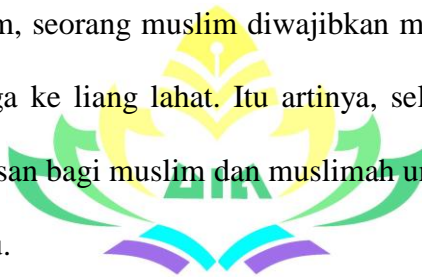 m, seorang muslim diwajibkan m
ga ke liang lahat. Itu artinya, sel
san bagi muslim dan muslimah u
.